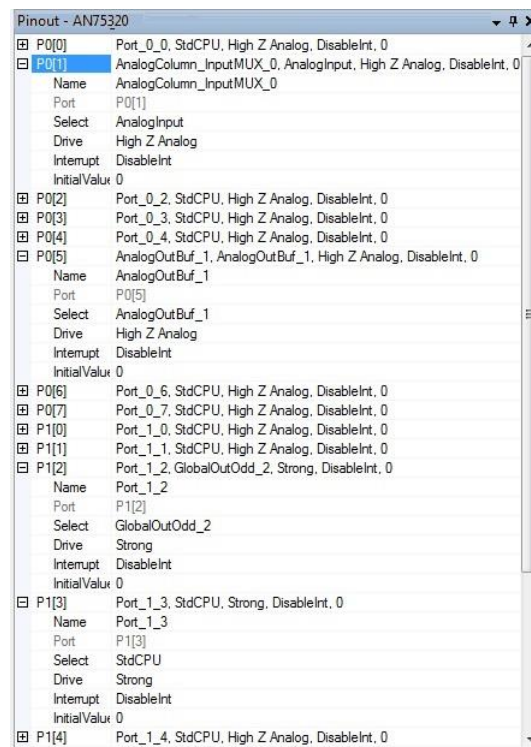 Pinout - AN75320
P0[0] Port_0_0, StdCPU, High Z Analog, DisableInt, 0
P0[1] AnalogColumn_InputMUX_0, AnalogInput, High Z Analog, DisableInt, 0
Name AnalogColumn_InputMUX_0
Port P0[1]
Select AnalogInput
Drive High Z Analog
Interrupt DisableInt
InitialValue 0
P0[2] Port_0_2, StdCPU, High Z Analog, DisableInt, 0
P0[3] Port_0_3, StdCPU, High Z Analog, DisableInt, 0
P0[4] Port_0_4, StdCPU, High Z Analog, DisableInt, 0
P0[5] AnalogOutBuf_1, AnalogOutBuf_1, High Z Analog, DisableInt, 0
Name AnalogOutBuf_1
Port P0[5]
Select AnalogOutBuf_1
Drive High Z Analog
Interrupt DisableInt
InitialValue 0
P0[6] Port_0_6, StdCPU, High Z Analog, DisableInt, 0
P0[7] Port_0_7, StdCPU, High Z Analog, DisableInt, 0
P1[0] Port_1_0, StdCPU, High Z Analog, DisableInt, 0
P1[1] Port_1_1, StdCPU, High Z Analog, DisableInt, 0
P1[2] Port_1_2, GlobalOutOdd_2, Strong, DisableInt, 0
Name Port_1_2
Port P1[2]
Select GlobalOutOdd_2
Drive Strong
Interrupt DisableInt
InitialValue 0
P1[3] Port_1_3, StdCPU, Strong, DisableInt, 0
Name Port_1_3
Port P1[3]
Select StdCPU
Drive Strong
Interrupt DisableInt
InitialValue 0
P1[4] Port_1_4, StdCPU, High Z Analog, DisableInt, 0